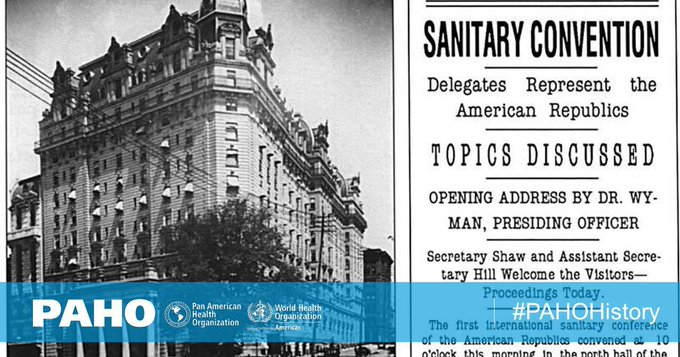 SANITARY CONVENTION
Delegates Represent the
American Republics
TOPICS DISCUSSED
OPENING ADDRESS BY DR. WY-
MAN, PRESIDING OFFICER
Secretary Shaw and Assistant Secre-
tary Hill Welcome the Visitors—
Proceedings Today.
PAHO
Pan American
Health
Organization
World Health
Organization
Americas
#PAHOHistory
The first international sanitary conference
of the American Republics convened at 10
o'clock this morning in the north hall of the